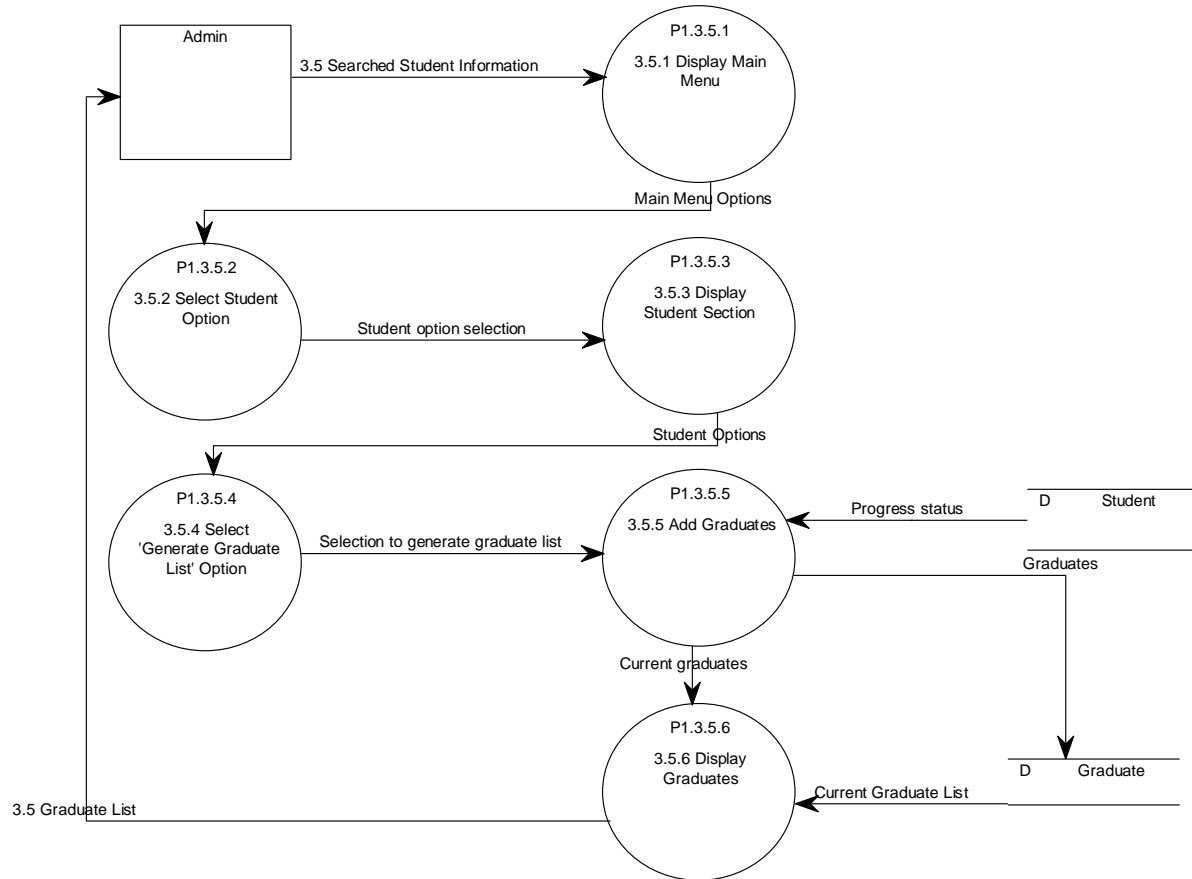 Admin
P1.3.5.1
3.5.1 Display Main
Menu
3.5 Searched Student Information
Main Menu Options
P1.3.5.2
3.5.2 Select Student
Option
P1.3.5.3
3.5.3 Display
Student Section
Student option selection
Student Options
P1.3.5.4
3.5.4 Select
'Generate Graduate
List' Option
P1.3.5.5
3.5.5 Add Graduates
Progress status
D Student
Selection to generate graduate list
Graduates
Current graduates
P1.3.5.6
3.5.6 Display
Graduates
D Graduate
Current Graduate List
3.5 Graduate List